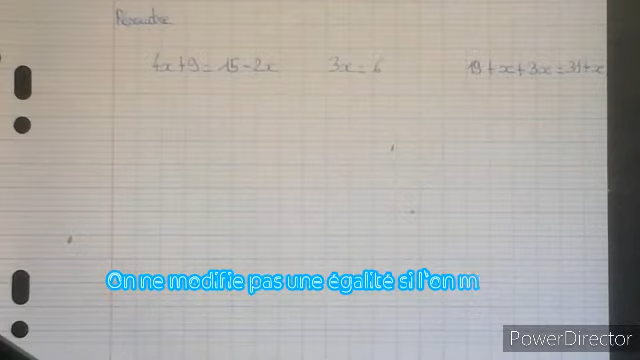 Résoudre
4x+9=15-2x 3x=6 19+x+3x=31+x
On ne modifie pas une égalité si l'on m
PowerDirector